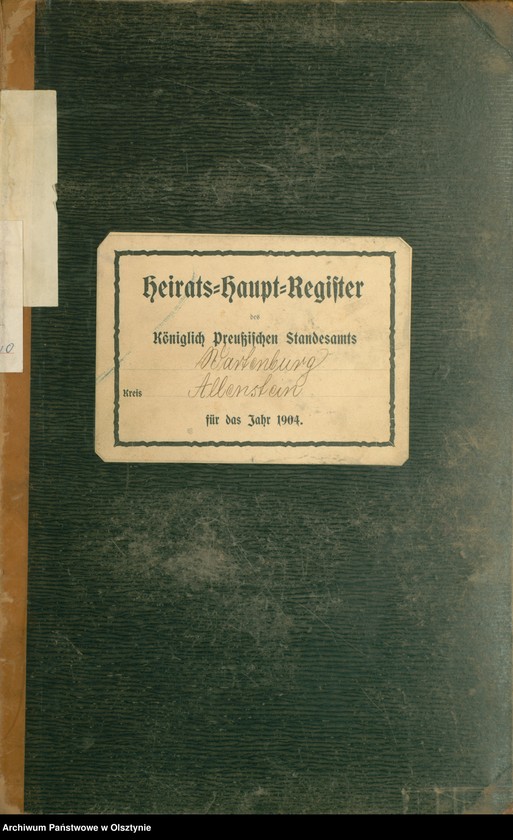 Heirats-Haupt-Register
des
Königlich Preußischen Standesamts
Wartenburg
Kreis Allenstein
für das Jahr 1904.
Archiwum Państwowe w Olsztynie